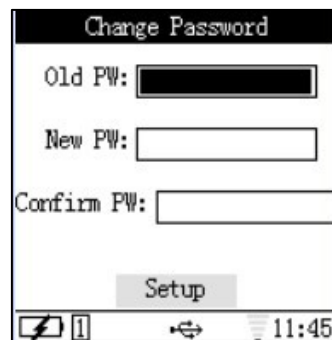 Change Password
Old PW:
New PW:
Confirm PW:
Setup
1 11:45